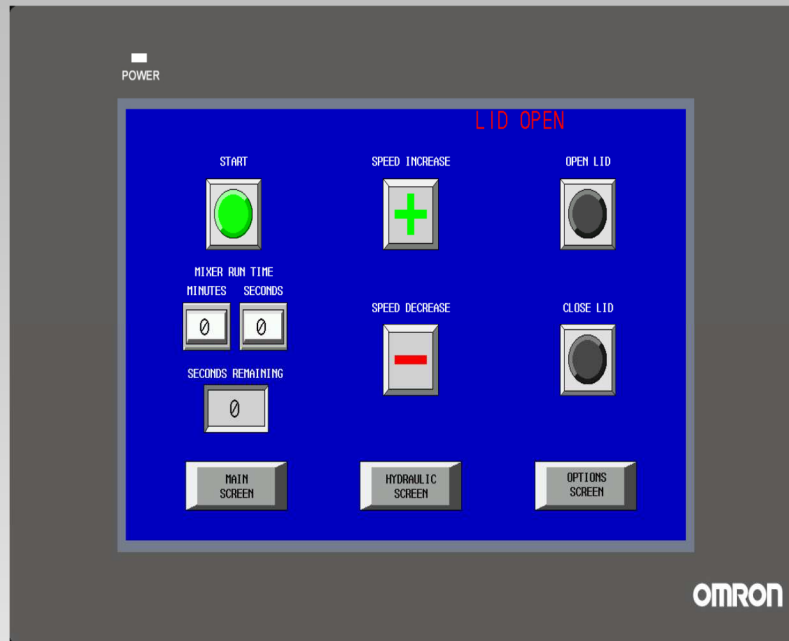 POWER
LID OPEN
START
SPEED INCREASE
OPEN LID
MIXER RUN TIME
MINUTES SECONDS
0 0
SPEED DECREASE
CLOSE LID
SECONDS REMAINING
0
MAIN
SCREEN
HYDRAULIC
SCREEN
OPTIONS
SCREEN
OMRON